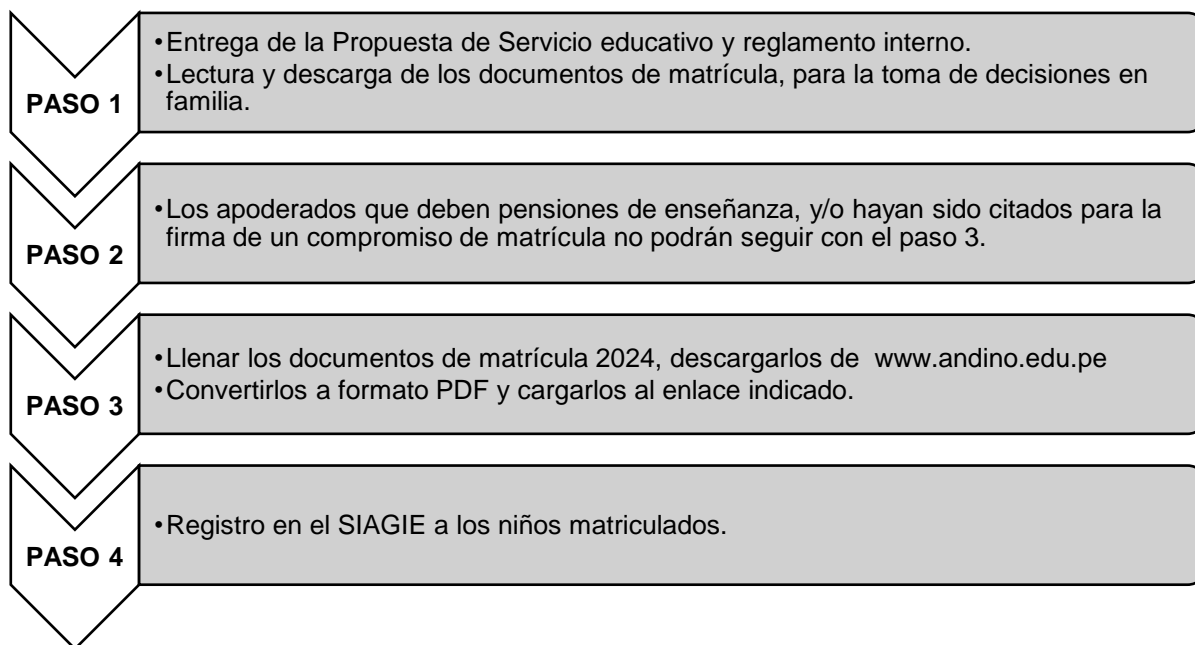 PASO 1
•Entrega de la Propuesta de Servicio educativo y reglamento interno.
•Lectura y descarga de los documentos de matrícula, para la toma de decisiones en
familia.
PASO 2
•Los apoderados que deben pensiones de enseñanza, y/o hayan sido citados para la
firma de un compromiso de matrícula no podrán seguir con el paso 3.
PASO 3
•Llenar los documentos de matrícula 2024, descargarlos de www.andino.edu.pe
•Convertirlos a formato PDF y cargarlos al enlace indicado.
PASO 4
•Registro en el SIAGIE a los niños matriculados.